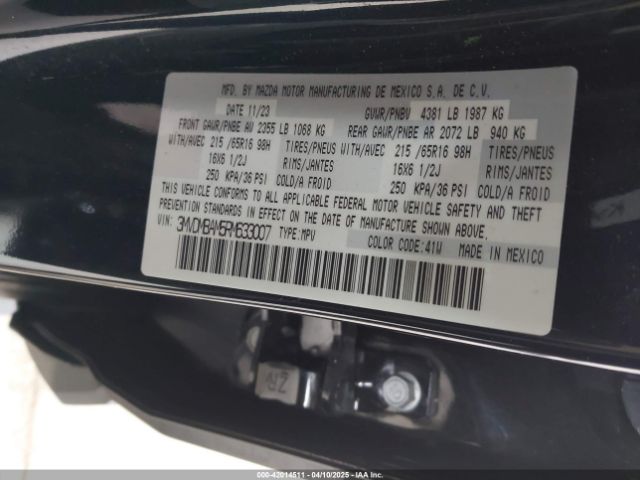 MFD. BY MAZDA MOTOR MANUFACTURING DE MEXICO S.A. DE C.V.
DATE 11/23 GVWR/PNBV 4381 LB 1987 KG
FRONT GAWR/PNBE AV 2355 LB 1068 KG REAR GAWR/PNBE AR 2072 LB 940 KG
WITH/AVEC 215 /65R16 98H TIRES/PNEUS WITH/AVEC 215 /65R16 98H TIRES/PNEUS
16X6 1/2J RIMS/JANTES 16X6 1/2J RIMS/JANTES
250 KPA/36 PSI COLD/A FROID 250 KPA/36 PSI COLD/A FROID
THIS VEHICLE CONFORMS TO ALL APPLICABLE FEDERAL MOTOR VEHICLE SAFETY AND THEFT
PREVENTION STANDARDS IN EFFECT ON THE DATE OF MANUFACTURE SHOWN ABOVE.
3MVDMBAM5RM633007 TYPE:MPV
COLOR CODE:41W MADE IN MEXICO
000-42014511 - 04/10/2025 - IAAI.COM